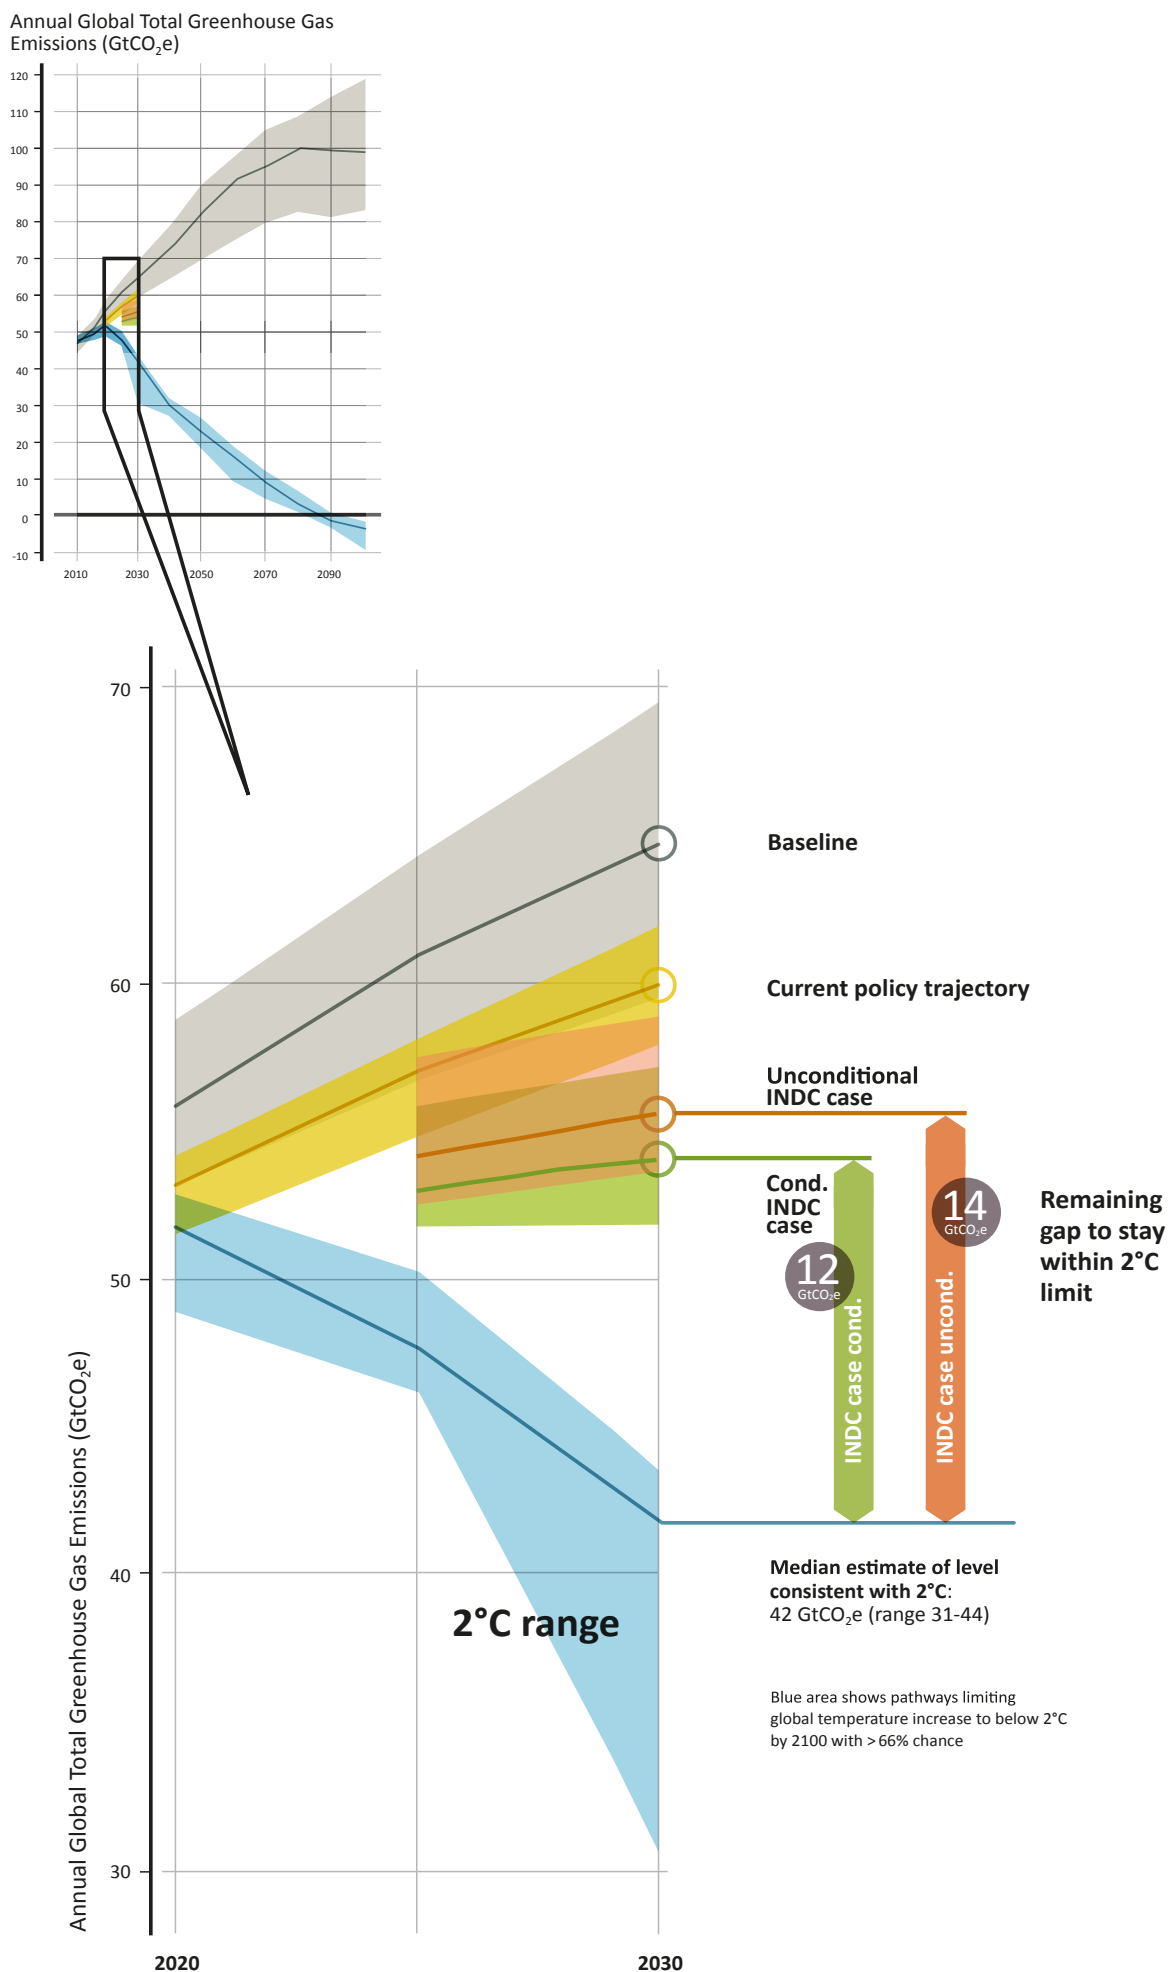 Annual Global Total Greenhouse Gas
Emissions (GtCO₂e)
120
110
100
90
80
70
60
50
40
30
20
10
0
-10
2010
2030
2050
2070
2090
Annual Global Total Greenhouse Gas Emissions (GtCO₂e)
70
60
50
40
30
2020
2030
Baseline
Current policy trajectory
Unconditional
INDC case
Cond.
INDC
case
12
GtCO₂e
14
GtCO₂e
INDC case cond.
INDC case uncond.
Remaining
gap to stay
within 2°C
limit
2°C range
Median estimate of level
consistent with 2°C:
42 GtCO₂e (range 31-44)
Blue area shows pathways limiting
global temperature increase to below 2°C
by 2100 with >66% chance